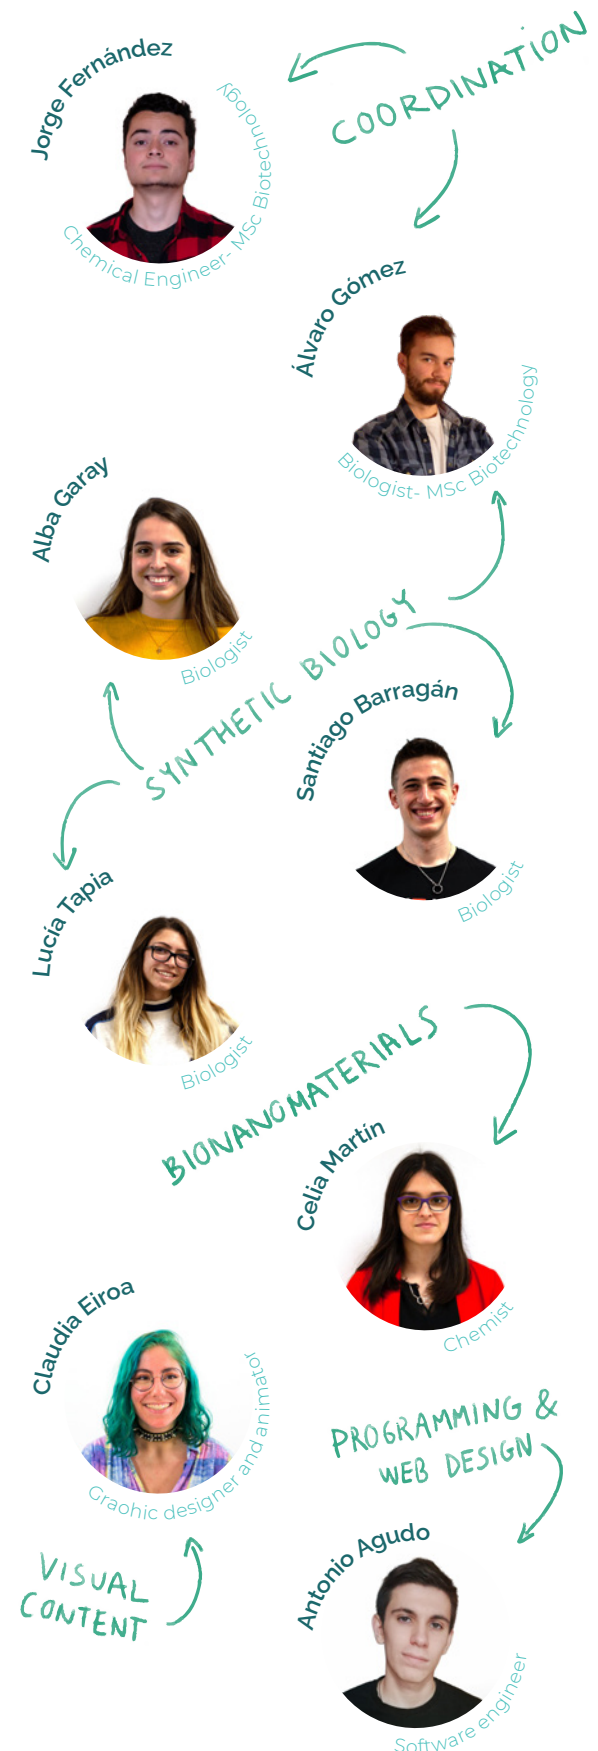 Jorge Fernández
Chemical Engineer- MSc Biotechnology
COORDINATION
Álvaro Gómez
Biologist- MSc Biotechnology
Alba Garay
Biologist
SYNTHETIC BIOLOGY
Santiago Barragán
Biologist
Lucía Tapia
Biologist
BIONANOMATERIALS
Celia Martín
Chemist
Claudia Eiroa
Graohic designer and animator
PROGRAMMING &
WEB DESIGN
VISUAL
CONTENT
Antonio Agudo
Software engineer